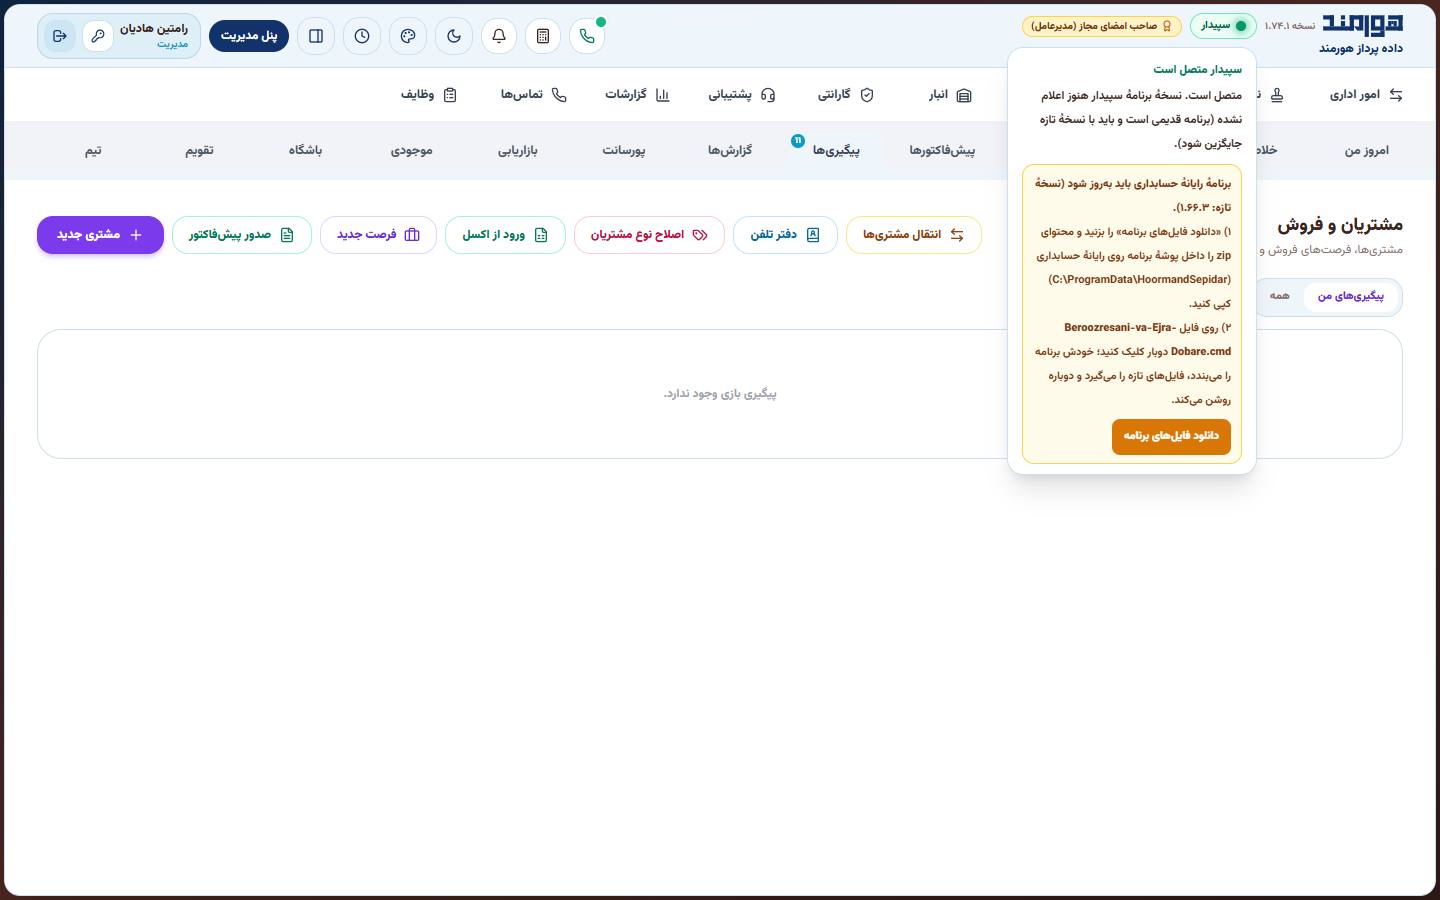 هورمند
نسخه ۱.۷۴.۱
سپیدار
صاحب امضای مجاز (مدیرعامل)
داده پرداز هورمند
پنل مدیریت
رامتین هادیان
مدیریت
امور اداری
انبار
گارانتی
پشتیبانی
گزارشات
تماس‌ها
وظایف
امروز من
پیش‌فاکتورها
پیگیری‌ها
۱۱
گزارش‌ها
پورسانت
موجودی
بازاریابی
باشگاه
تقویم
تیم
سپیدار متصل است
متصل است. نسخهٔ برنامهٔ سپیدار هنوز اعلام
نشده (برنامه قدیمی است و باید با نسخهٔ تازه
جایگزین شود).
برنامهٔ رایانهٔ حسابداری باید به‌روز شود (نسخهٔ
تازه: ۱.۶۶.۳).
۱) «دانلود فایل‌های برنامه» را بزنید و محتوای
zip را داخل پوشهٔ برنامه روی رایانهٔ حسابداری
(C:\ProgramData\HoormandSepidar)
کپی کنید.
۲) روی فایل Beroozresani-va-Ejra-
Dobare.cmd دوبار کلیک کنید؛ خودش برنامه
را می‌بندد، فایل‌های تازه را می‌گیرد و دوباره
روشن می‌کند.
دانلود فایل‌های برنامه
مشتریان و فروش
مشتری‌ها، فرصت‌های فروش و
انتقال مشتری‌ها
دفتر تلفن
اصلاح نوع مشتریان
ورود از اکسل
فرصت جدید
صدور پیش‌فاکتور
مشتری جدید
پیگیری‌های من
همه
پیگیری بازی وجود ندارد.